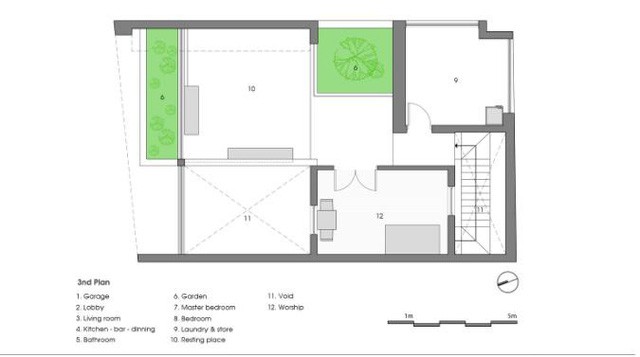 6
9
10
6
11
12
11
3nd Plan
1. Garage
2. Lobby
3. Living room
4. Kitchen - bar - dinning
5. Bathroom
6. Garden
7. Master bedroom
8. Bedroom
9. Laundry & store
10. Resting place
11. Void
12. Worship
1m
5m